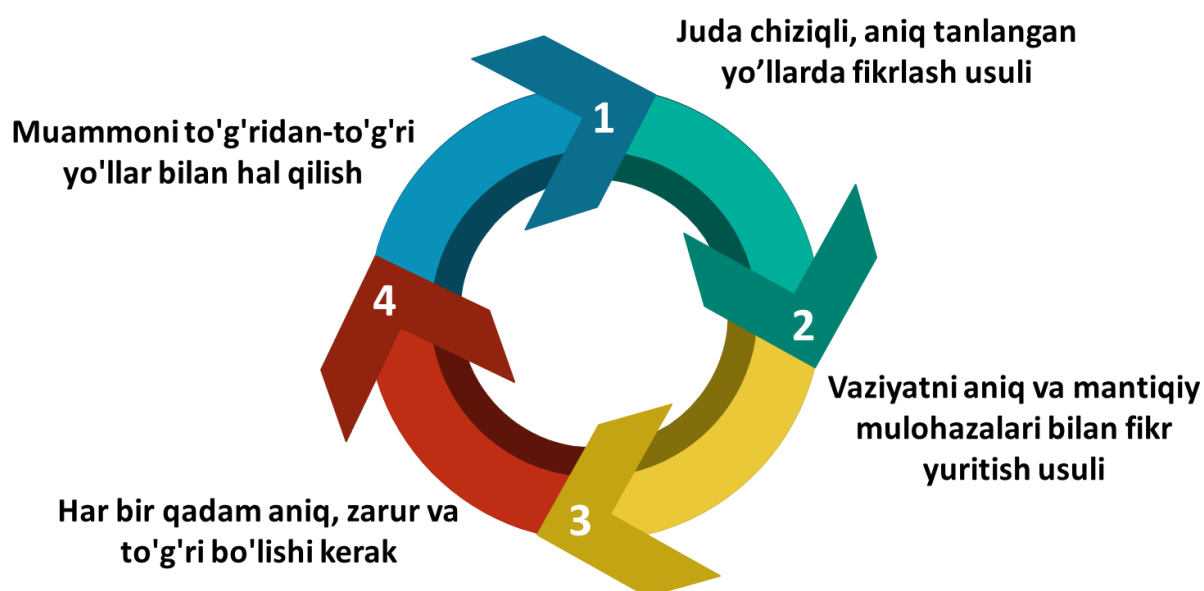 1
Juda chiziqli, aniq tanlangan
yo’llarda fikrlash usuli
2
Vaziyatni aniq va mantiqiy
mulohazalari bilan fikr
yuritish usuli
3
Har bir qadam aniq, zarur va
to'g'ri bo'lishi kerak
4
Muammoni to'g'ridan-to'g'ri
yo'llar bilan hal qilish